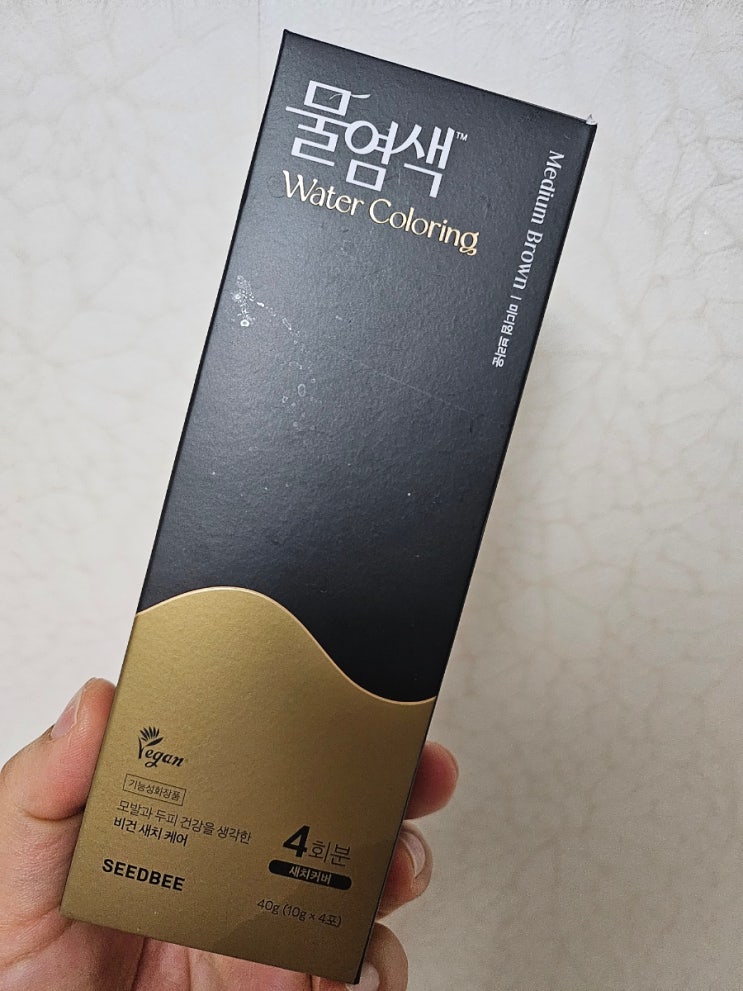 물염색™
Water Coloring
Medium Brown | 미디엄 브라운
Vegan
기능성화장품
모발과 두피 건강을 생각한
비건 새치 케어
SEEDBEE
4회분
새치커버
40g (10g × 4포)